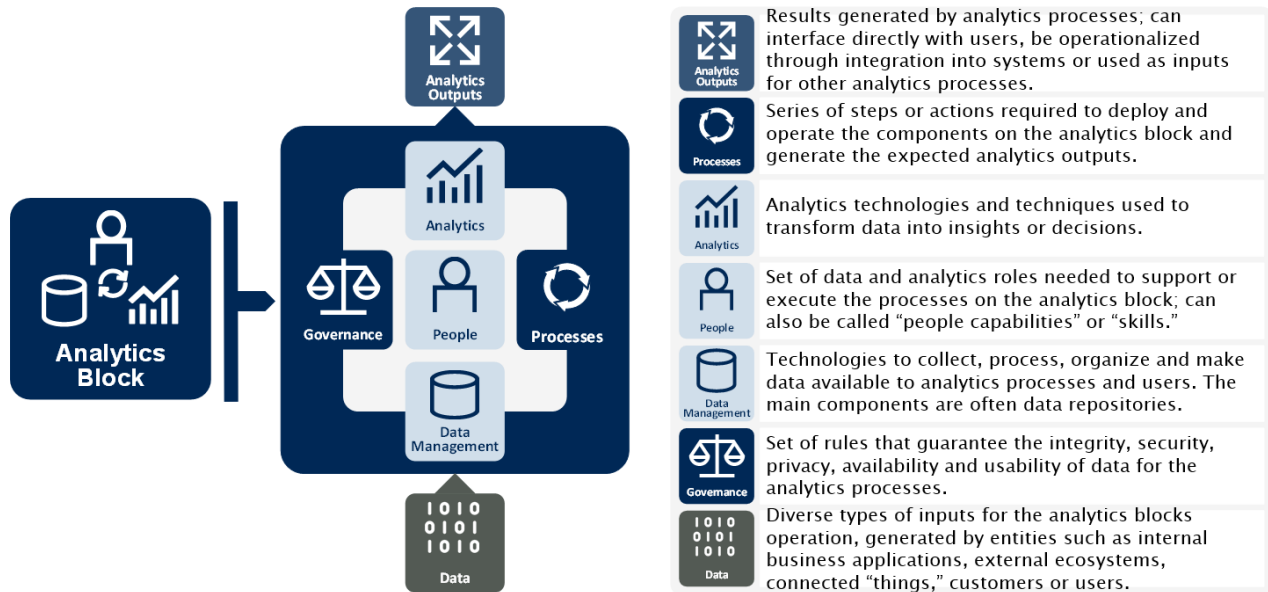 Analytics
Block
Analytics
Outputs
Analytics
Governance
People
Processes
Data
Management
1010
0101
1010
Data
Analytics
Outputs
Results generated by analytics processes; can
interface directly with users, be operationalized
through integration into systems or used as inputs
for other analytics processes.
Processes
Series of steps or actions required to deploy and
operate the components on the analytics block and
generate the expected analytics outputs.
Analytics
Analytics technologies and techniques used to
transform data into insights or decisions.
People
Set of data and analytics roles needed to support or
execute the processes on the analytics block; can
also be called “people capabilities” or “skills.”
Data
Management
Technologies to collect, process, organize and make
data available to analytics processes and users. The
main components are often data repositories.
Governance
Set of rules that guarantee the integrity, security,
privacy, availability and usability of data for the
analytics processes.
1010
0101
1010
Data
Diverse types of inputs for the analytics blocks
operation, generated by entities such as internal
business applications, external ecosystems,
connected “things,” customers or users.